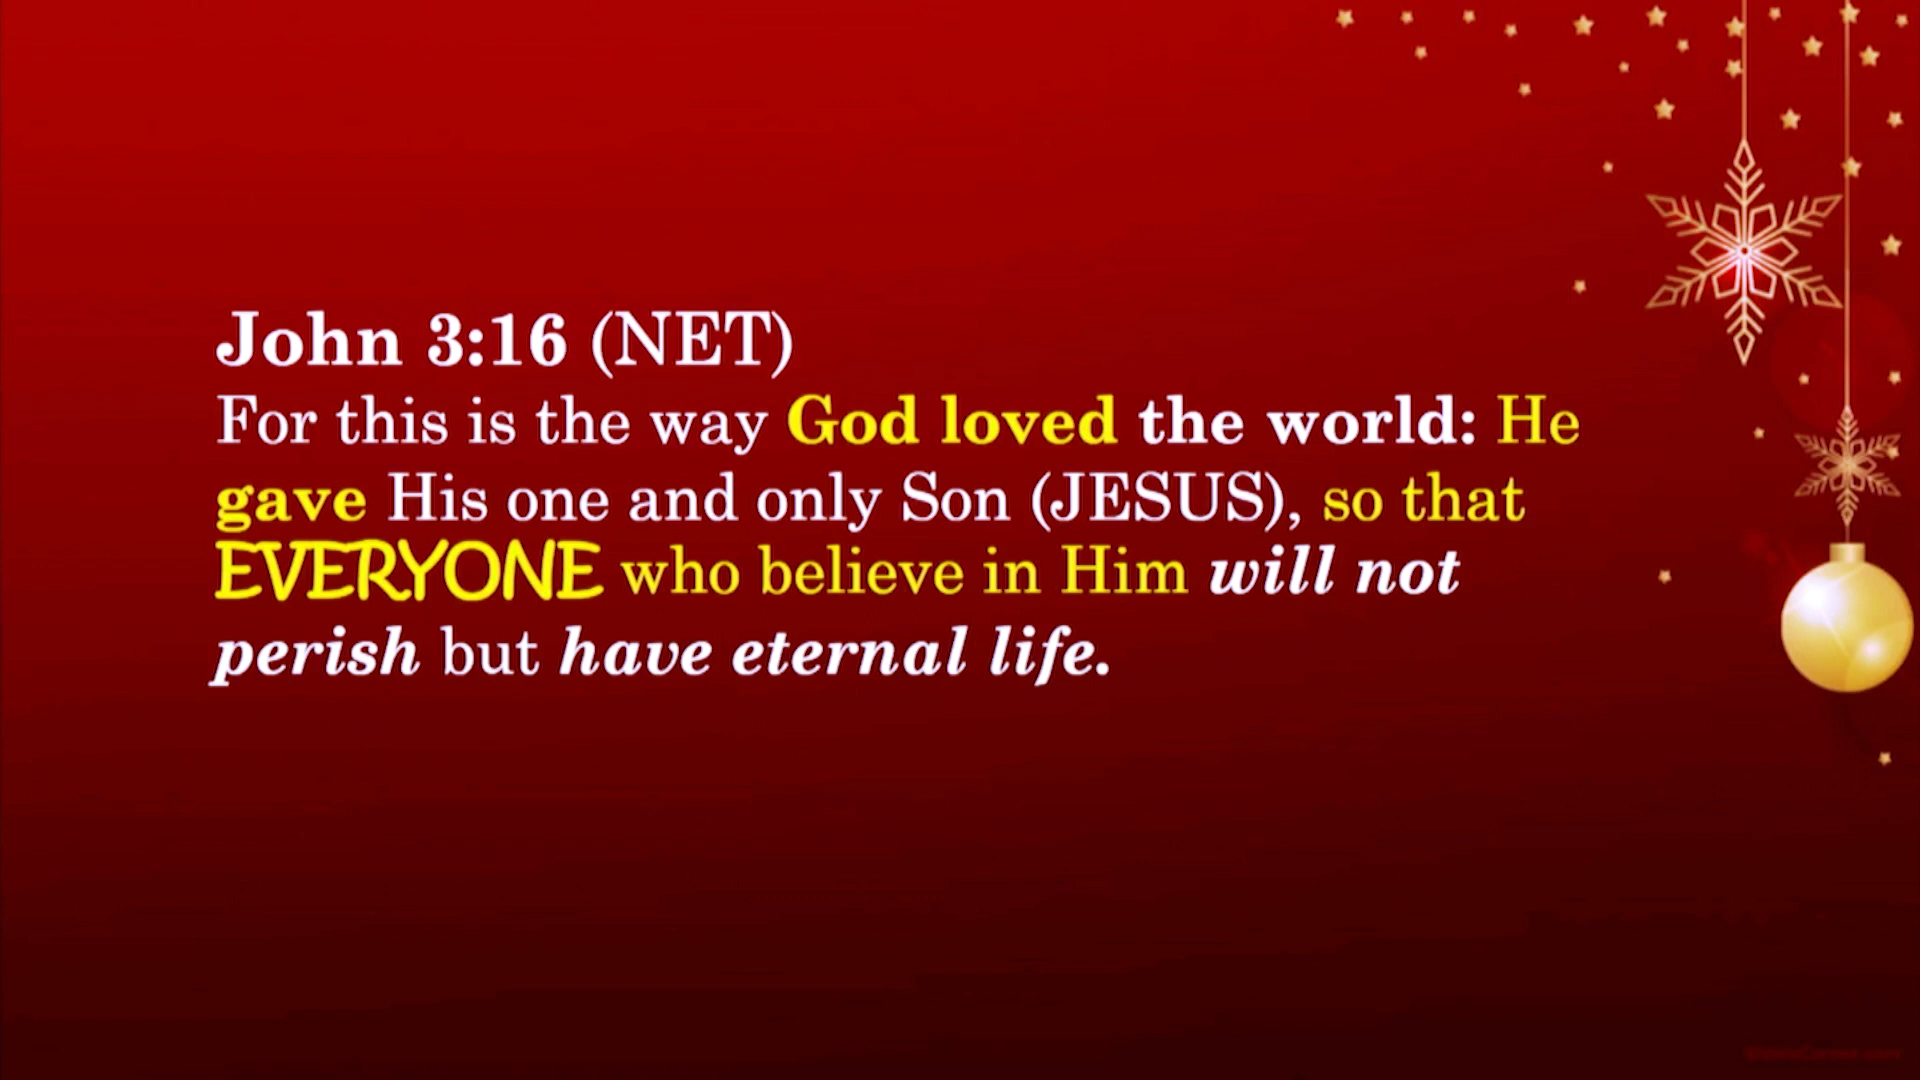 John 3:16 (NET)
For this is the way God loved the world: He
gave His one and only Son (JESUS), so that
EVERYONE who believe in Him will not
perish but have eternal life.